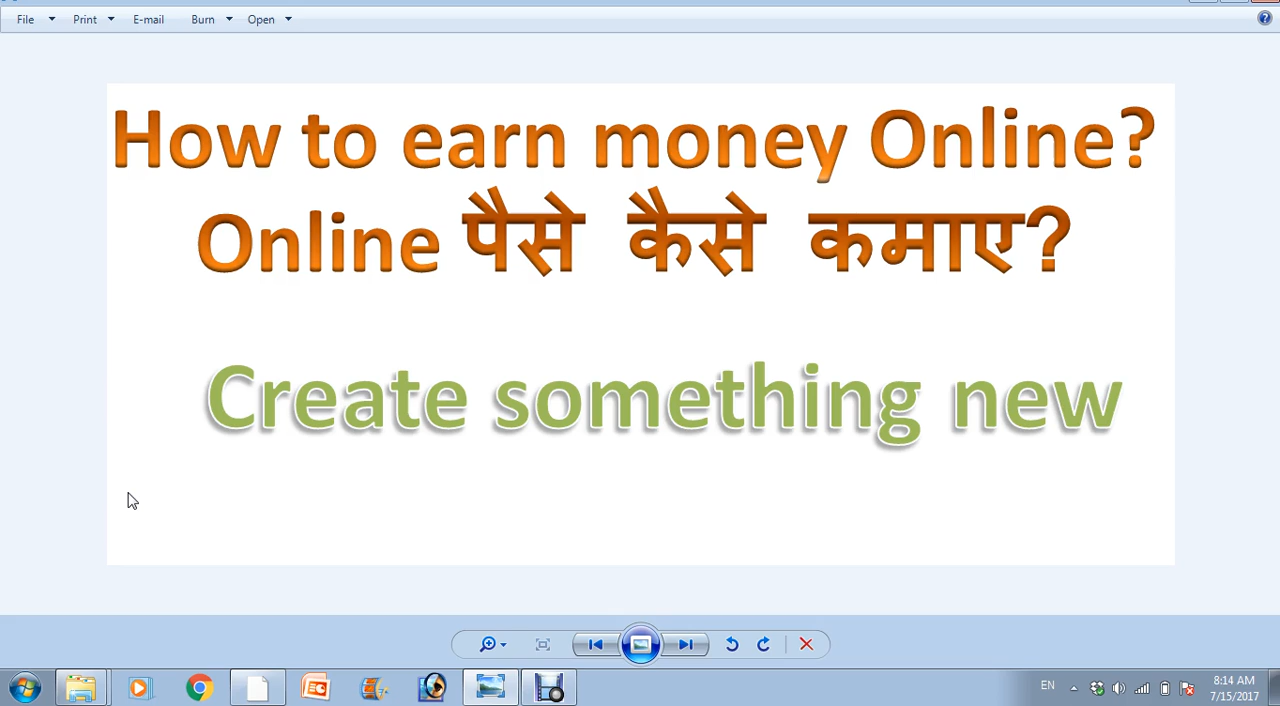 File Print E-mail Burn Open
How to earn money Online?
Online पैसे कैसे कमाए?
Create something new
EN 8:14 AM
7/15/2017